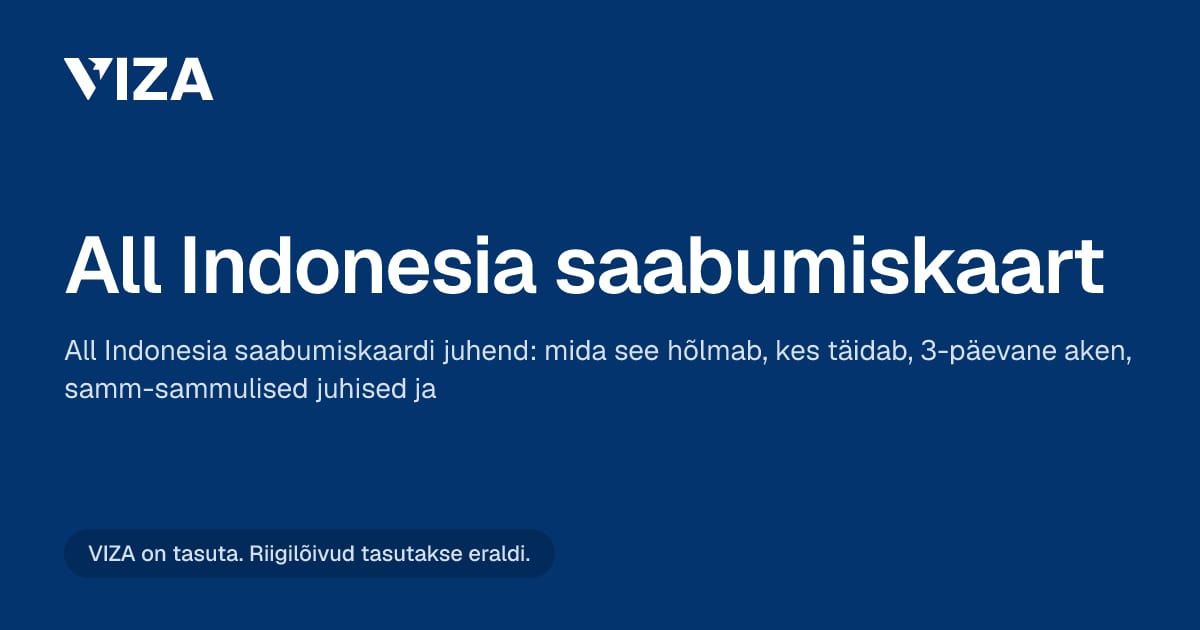 VIZA
All Indonesia saabumiskaart
All Indonesia saabumiskaardi juhend: mida see hõlmab, kes täidab, 3-päevane aken,
samm-sammulised juhised ja
VIZA on tasuta. Riigilõivud tasutakse eraldi.